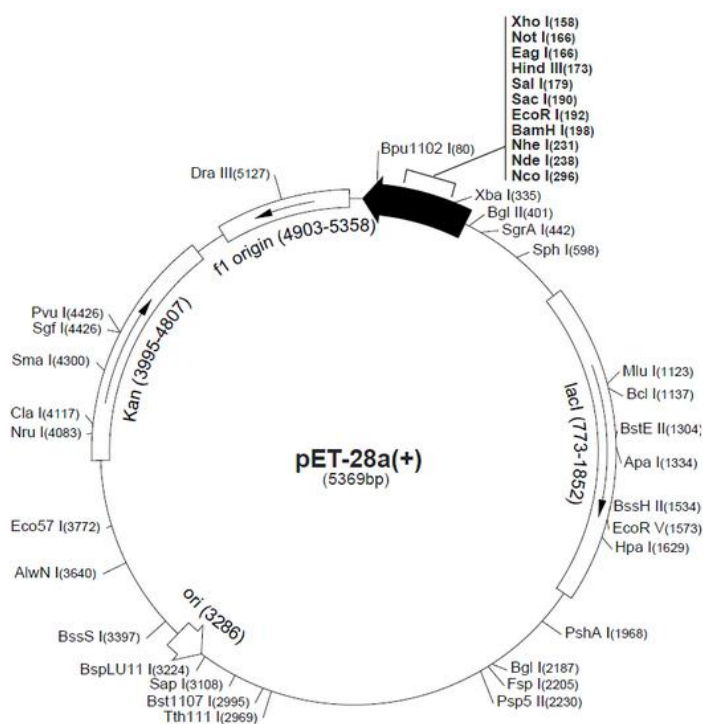 Xho I(158)
Not I(166)
Eag I(166)
Hind III(173)
Sal I(179)
Sac I(190)
EcoR I(192)
BamH I(198)
Nhe I(231)
Nde I(238)
Nco I(296)
Bpu1102 I(80)
Dra III(5127)
Xba I(335)
Bgl II(401)
SgrA I(442)
Sph I(598)
f1 origin (4903-5358)
Pvu I(4426)
Sgf I(4426)
Sma I(4300)
Kan (3995-4807)
Cla I(4117)
Nru I(4083)
Mlu I(1123)
Bcl I(1137)
BstE II(1304)
Apa I(1334)
lacI (773-1852)
pET-28a(+)
(5369bp)
BssH II(1534)
EcoR V(1573)
Hpa I(1629)
Eco57 I(3772)
AlwN I(3640)
ori (3286)
BssS I(3397)
PshA I(1968)
BspLU11 I(3224)
Sap I(3108)
Bst1107 I(2995)
Tth111 I(2969)
Bgl I(2187)
Fsp I(2205)
Psp5 II(2230)